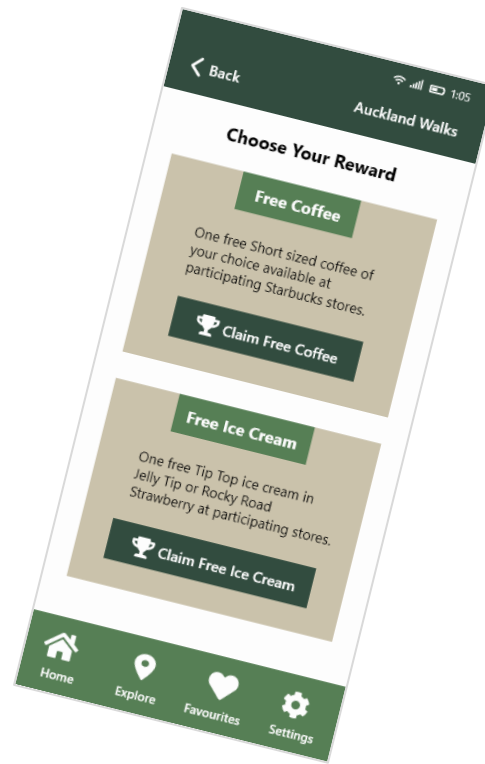 1:05
Back
Auckland Walks
Choose Your Reward
Free Coffee
One free Short sized coffee of
your choice available at
participating Starbucks stores.
Claim Free Coffee
Free Ice Cream
One free Tip Top ice cream in
Jelly Tip or Rocky Road
Strawberry at participating stores.
Claim Free Ice Cream
Home
Explore
Favourites
Settings